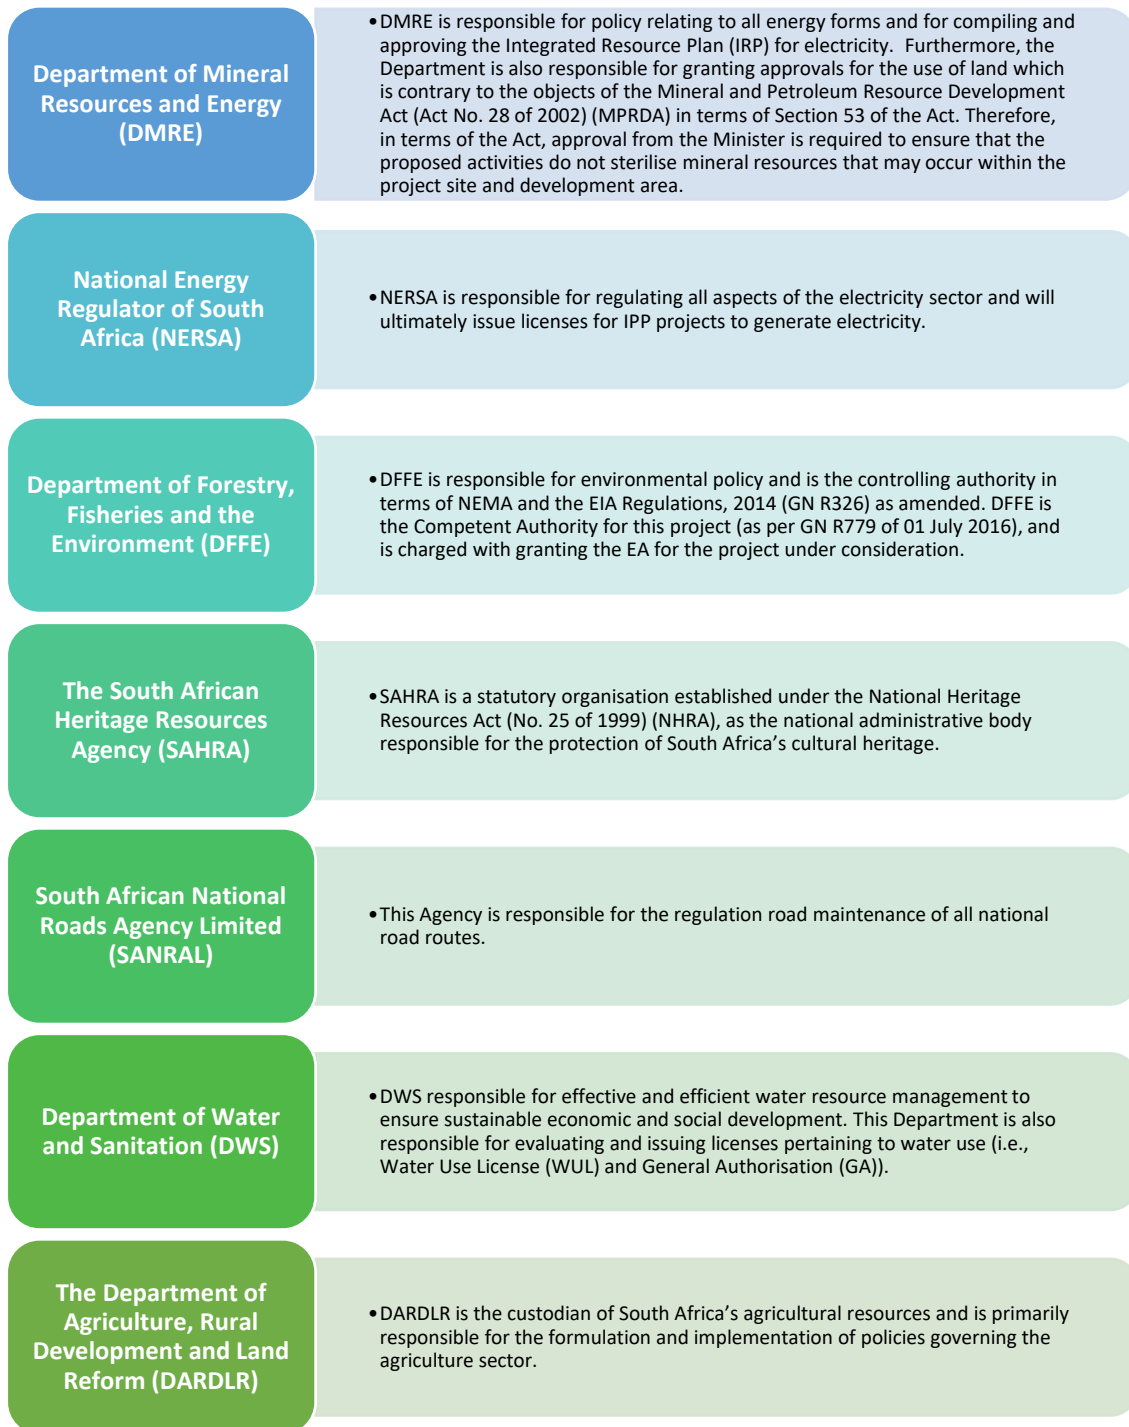 Department of Mineral
Resources and Energy
(DMRE)
•DMRE is responsible for policy relating to all energy forms and for compiling and
approving the Integrated Resource Plan (IRP) for electricity.  Furthermore, the
Department is also responsible for granting approvals for the use of land which
is contrary to the objects of the Mineral and Petroleum Resource Development
Act (Act No. 28 of 2002) (MPRDA) in terms of Section 53 of the Act. Therefore,
in terms of the Act, approval from the Minister is required to ensure that the
proposed activities do not sterilise mineral resources that may occur within the
project site and development area.
National Energy
Regulator of South
Africa (NERSA)
•NERSA is responsible for regulating all aspects of the electricity sector and will
ultimately issue licenses for IPP projects to generate electricity.
Department of Forestry,
Fisheries and the
Environment (DFFE)
•DFFE is responsible for environmental policy and is the controlling authority in
terms of NEMA and the EIA Regulations, 2014 (GN R326) as amended. DFFE is
the Competent Authority for this project (as per GN R779 of 01 July 2016), and
is charged with granting the EA for the project under consideration.
The South African
Heritage Resources
Agency (SAHRA)
•SAHRA is a statutory organisation established under the National Heritage
Resources Act (No. 25 of 1999) (NHRA), as the national administrative body
responsible for the protection of South Africa’s cultural heritage.
South African National
Roads Agency Limited
(SANRAL)
•This Agency is responsible for the regulation road maintenance of all national
road routes.
Department of Water
and Sanitation (DWS)
•DWS responsible for effective and efficient water resource management to
ensure sustainable economic and social development. This Department is also
responsible for evaluating and issuing licenses pertaining to water use (i.e.,
Water Use License (WUL) and General Authorisation (GA)).
The Department of
Agriculture, Rural
Development and Land
Reform (DARDLR)
•DARDLR is the custodian of South Africa’s agricultural resources and is primarily
responsible for the formulation and implementation of policies governing the
agriculture sector.